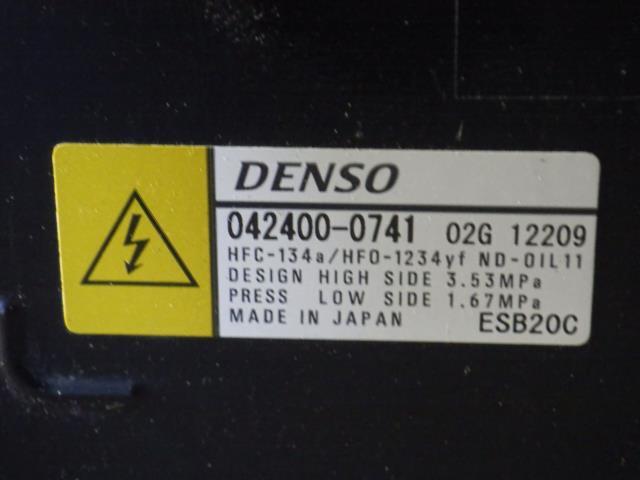 DENSO
042400-0741 02G 12209
HFC-134a/HFO-1234yf ND-OIL11
DESIGN HIGH SIDE 3.53MPa
PRESS LOW SIDE 1.67MPa
MADE IN JAPAN ESB20C